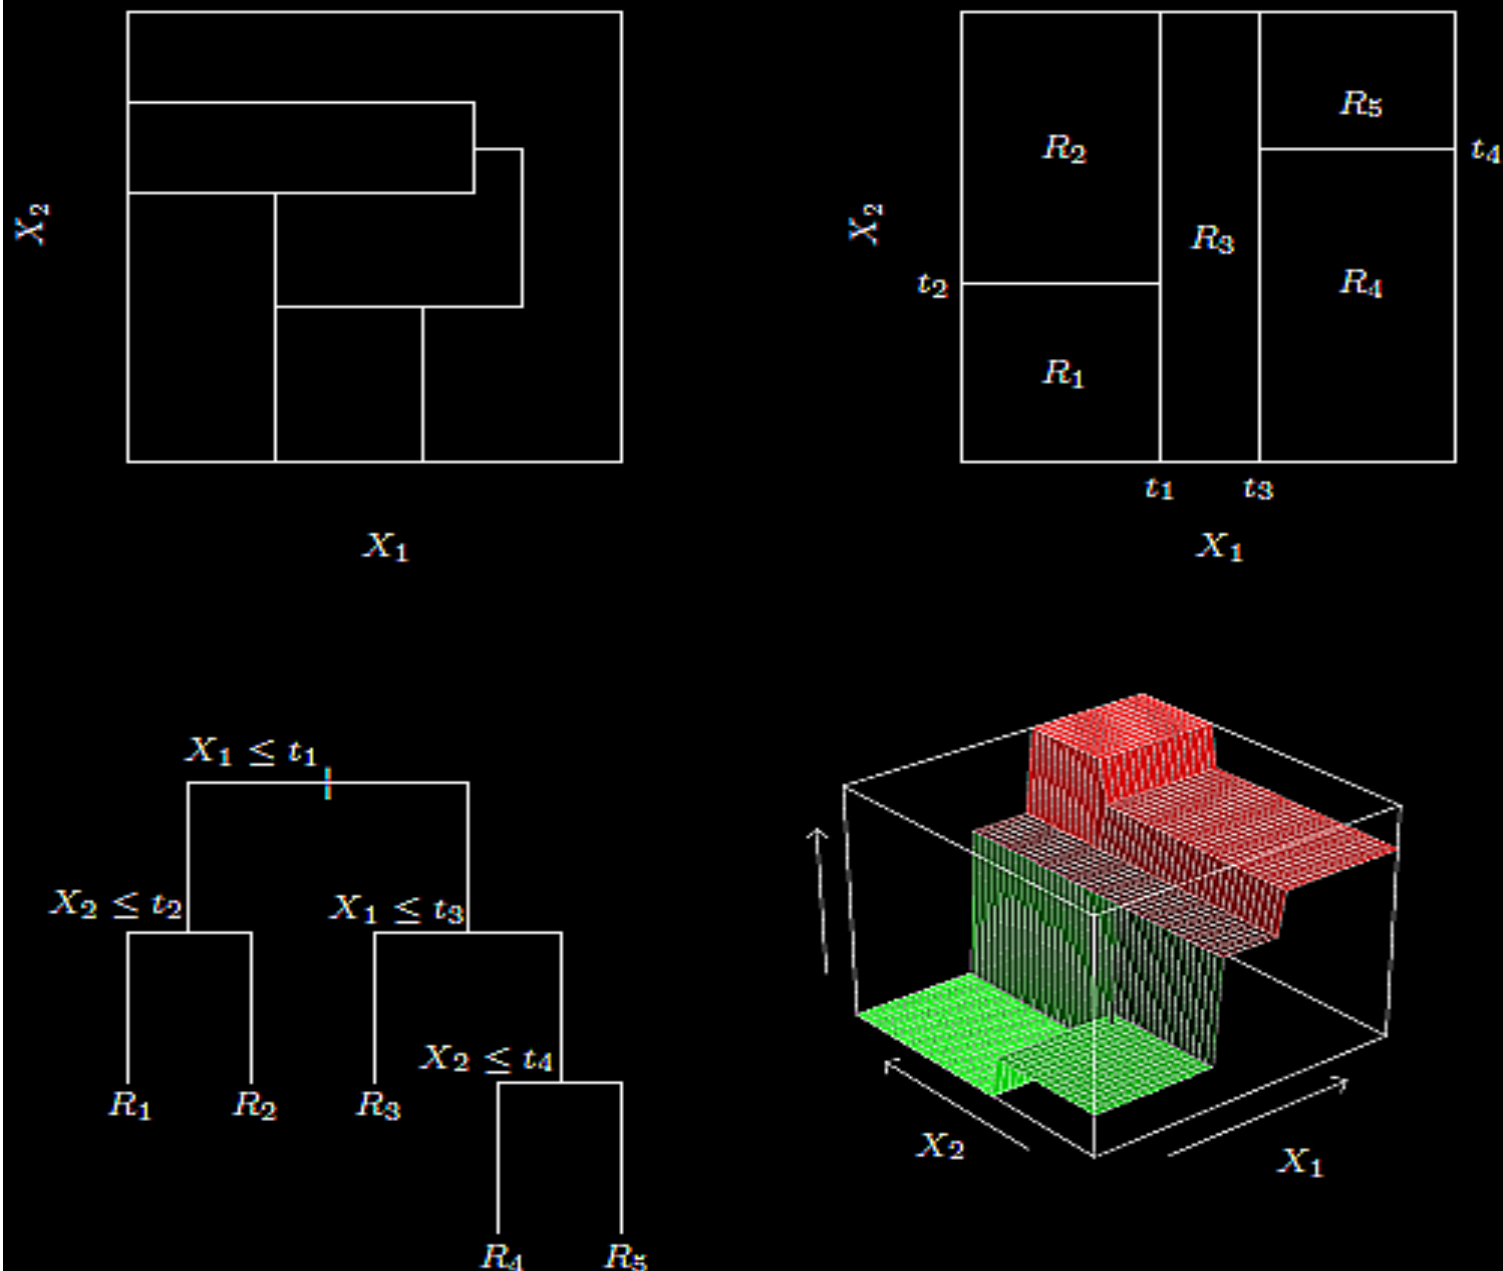 X₂
X₁
R₅
R₂
t₄
X₂
R₃
t₂
R₄
R₁
t₁ t₃
X₁
X₁ ≤ t₁
X₂ ≤ t₂
X₁ ≤ t₃
X₂ ≤ t₄
R₁ R₂ R₃
R₄ R₅
X₂
X₁